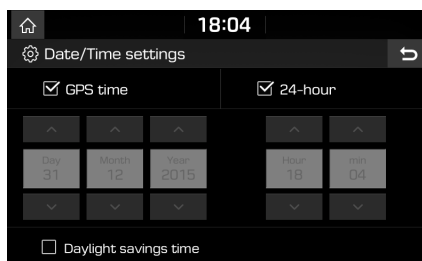 18:04
Date/Time settings
GPS time 24-hour
Day Month Year Hour min
31 12 2015 18 04
Daylight savings time